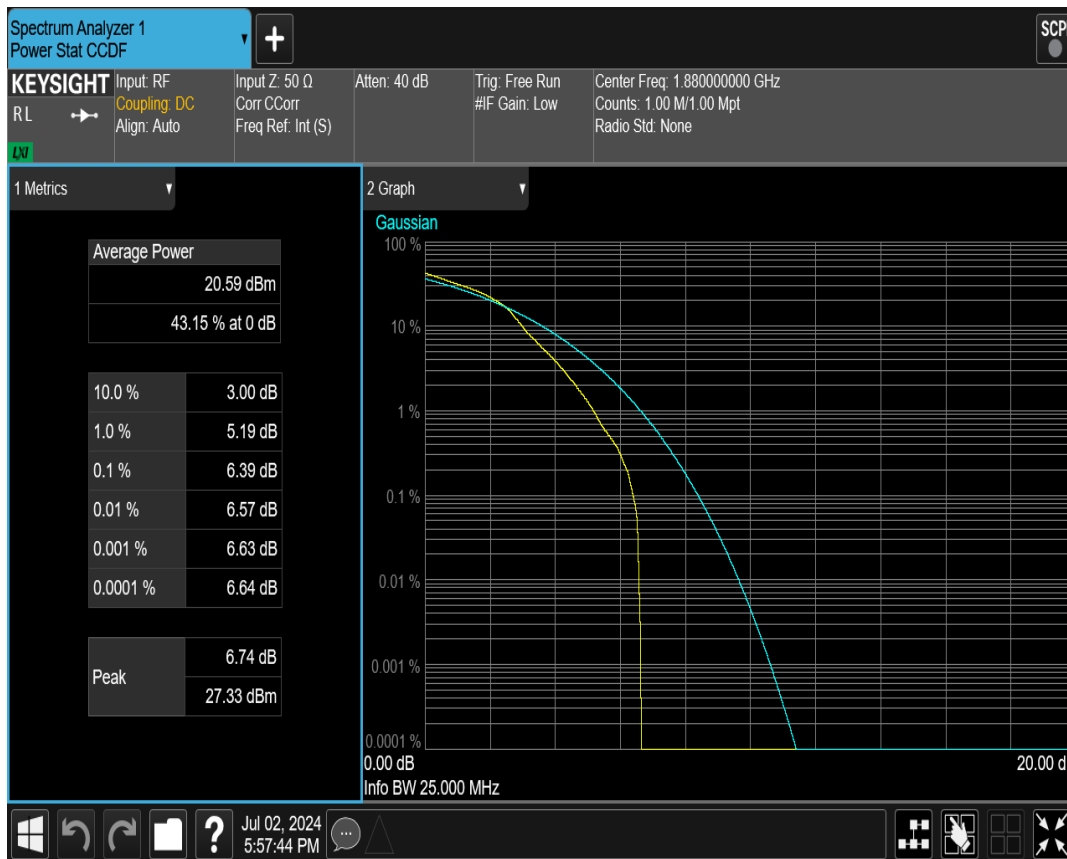 Spectrum Analyzer 1
Power Stat CCDF
+
SCP
KEYSIGHT
RL
LXI
Input: RF
Coupling: DC
Align: Auto
Input Z: 50 Ω
Corr CCorr
Freq Ref: Int (S)
Atten: 40 dB
Trig: Free Run
#IF Gain: Low
Center Freq: 1.880000000 GHz
Counts: 1.00 M/1.00 Mpt
Radio Std: None
1 Metrics
Average Power
20.59 dBm
43.15 % at 0 dB
10.0 % 3.00 dB
1.0 % 5.19 dB
0.1 % 6.39 dB
0.01 % 6.57 dB
0.001 % 6.63 dB
0.0001 % 6.64 dB
Peak
6.74 dB
27.33 dBm
2 Graph
Gaussian
100 %
10 %
1 %
0.1 %
0.01 %
0.001 %
0.0001 %
0.00 dB 20.00 d
Info BW 25.000 MHz
?
Jul 02, 2024
5:57:44 PM